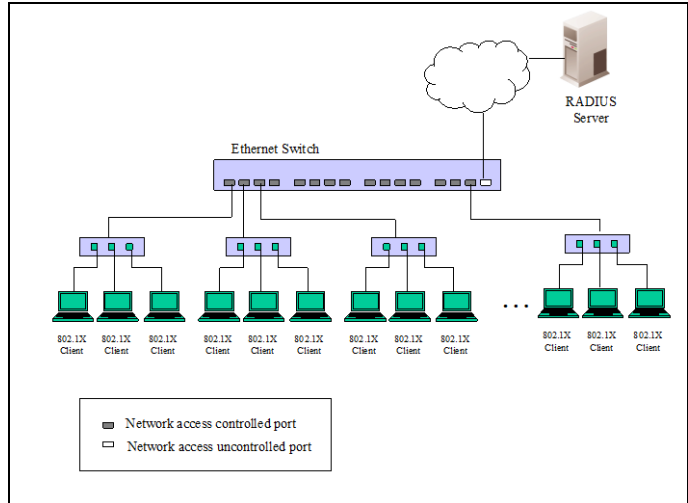 RADIUS
Server
Ethernet Switch
802.1X
Client
802.1X
Client
802.1X
Client
802.1X
Client
802.1X
Client
802.1X
Client
802.1X
Client
802.1X
Client
802.1X
Client
. . .
802.1X
Client
802.1X
Client
802.1X
Client
Network access controlled port
Network access uncontrolled port